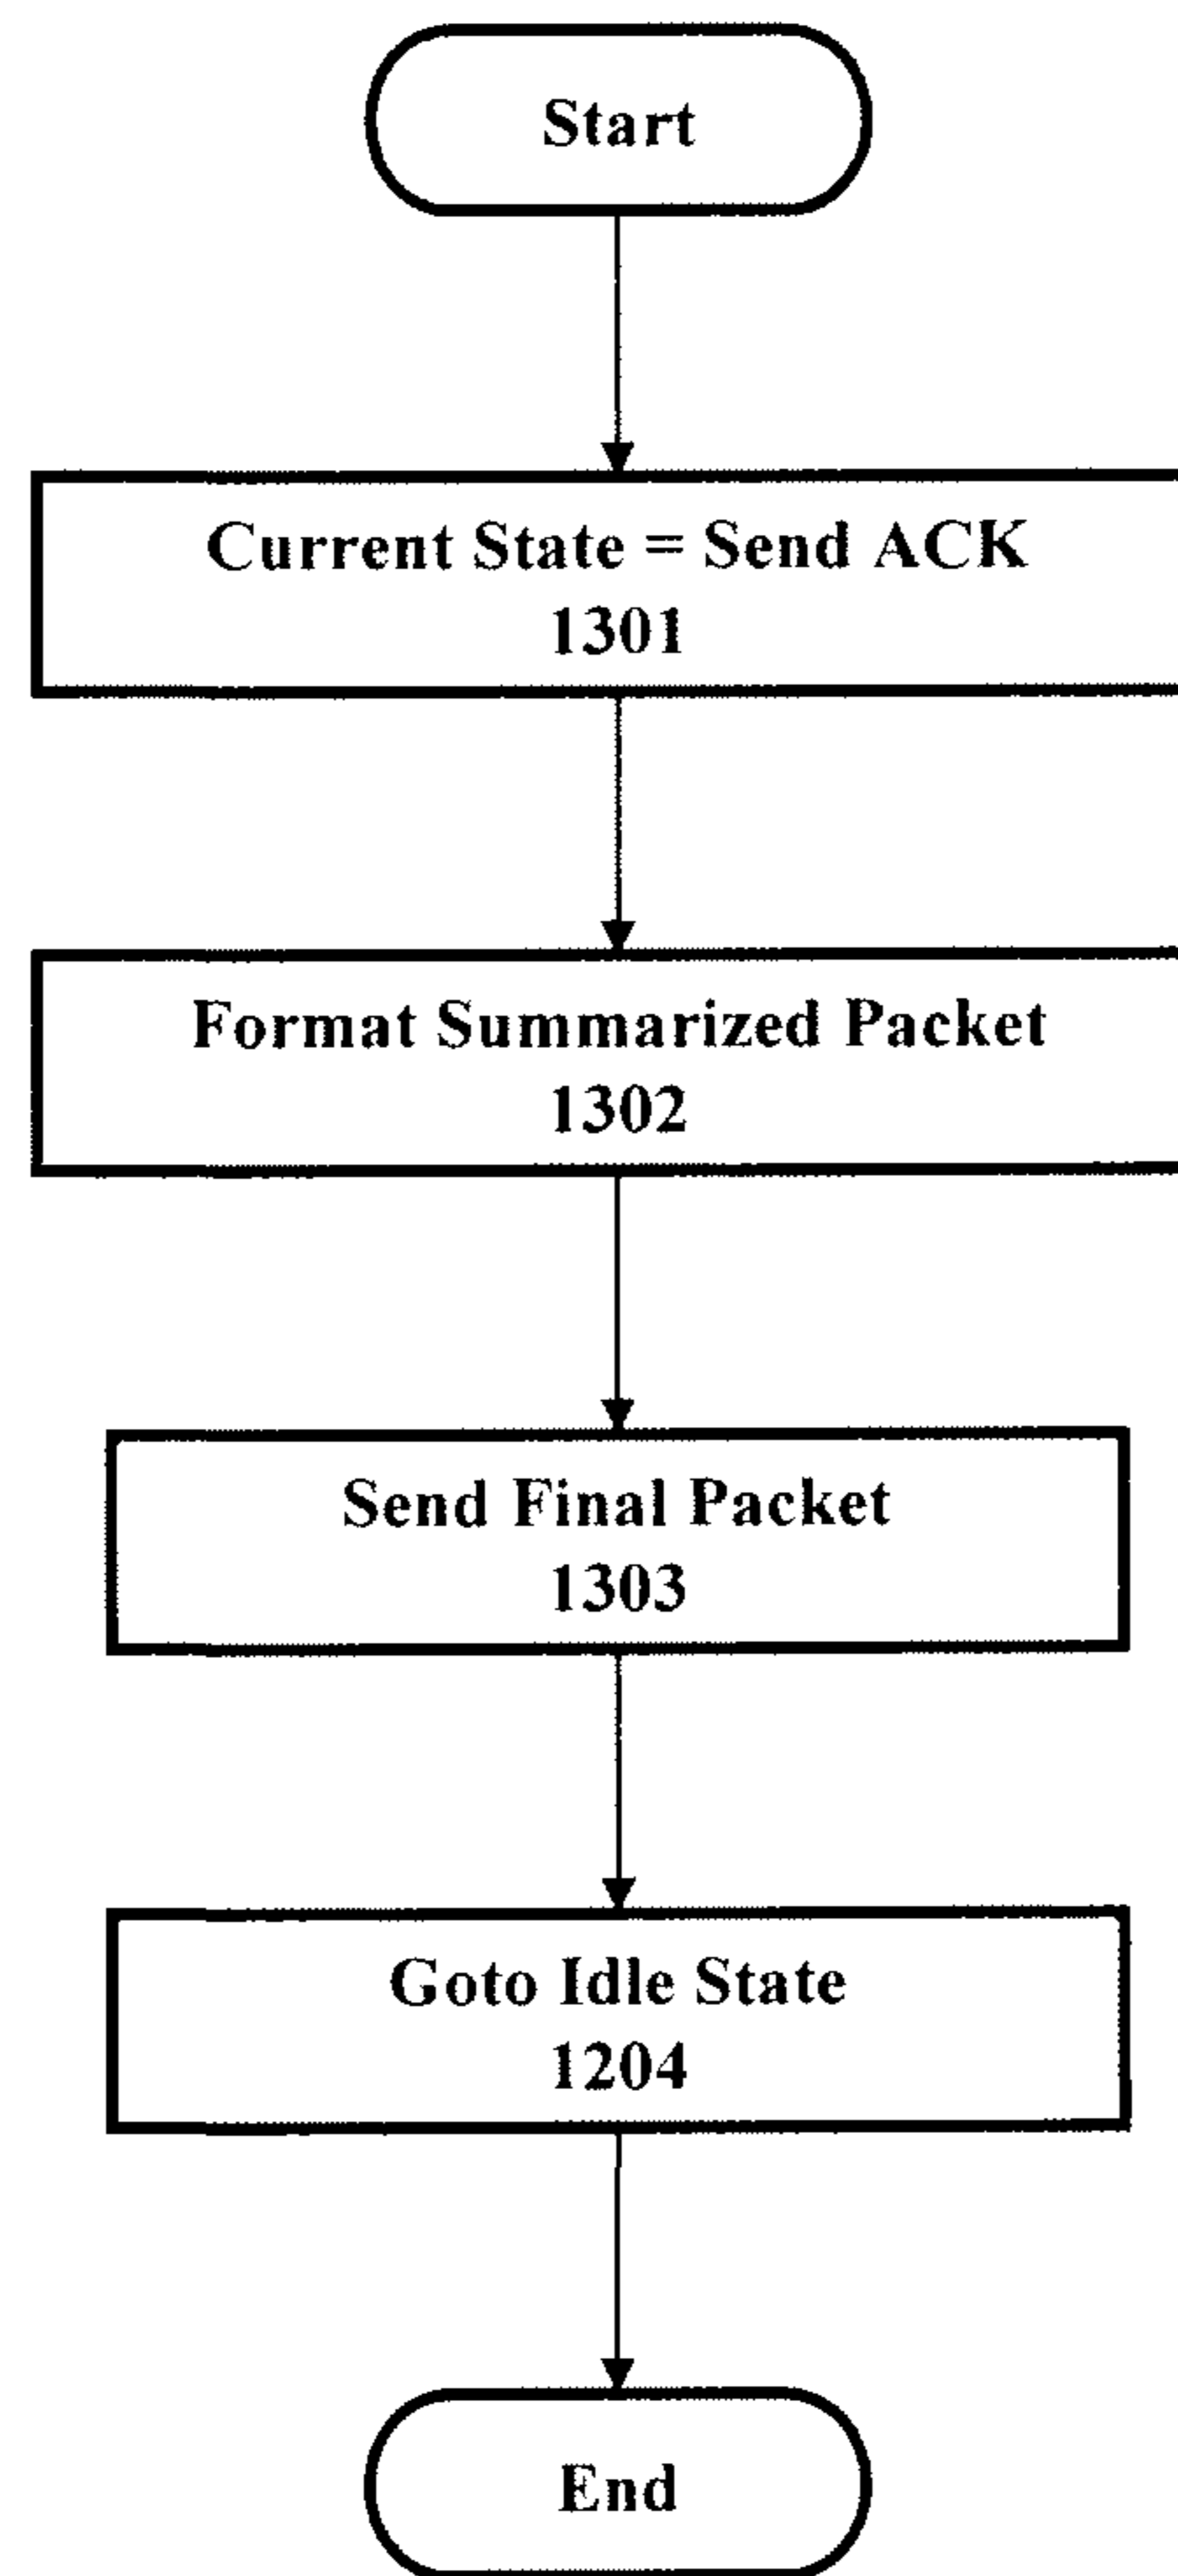 Start
Current State = Send ACK
1301
Format Summarized Packet
1302
Send Final Packet
1303
Goto Idle State
1204
End